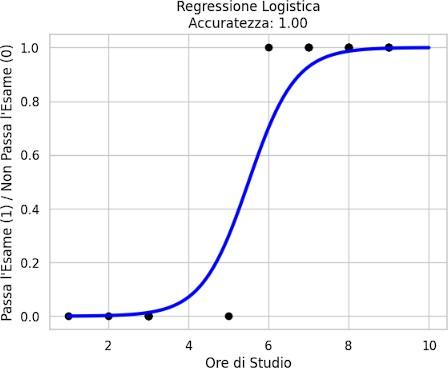 Regressione Logistica
Accuratezza: 1.00
Passa l'Esame (1) / Non Passa l'Esame (0)
1.0
0.8
0.6
0.4
0.2
0.0
2 4 6 8 10
Ore di Studio